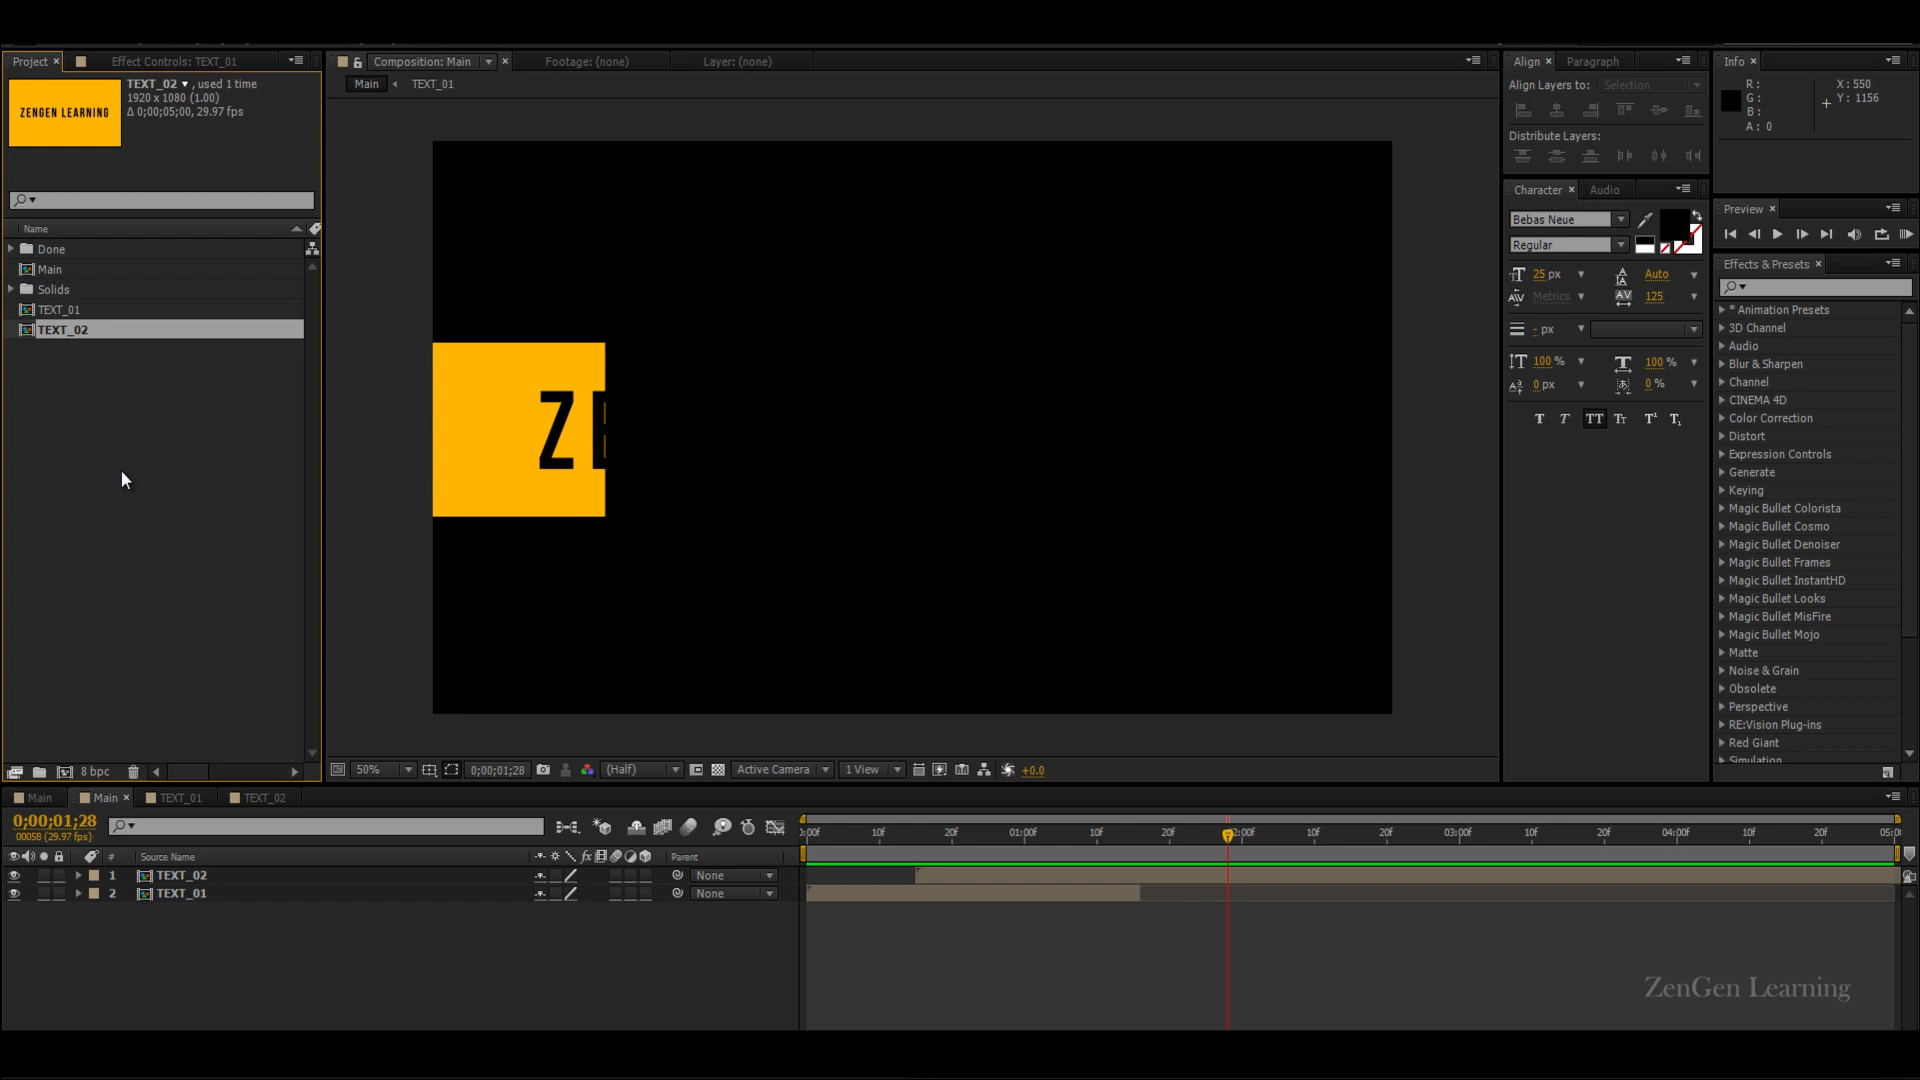 Project ×
Effect Controls: TEXT_01
TEXT_02 , used 1 time
1920 x 1080 (1.00)
Δ 0;00;05;00, 29.97 fps
ZENGEN LEARNING
Name
Done
Main
Solids
TEXT_01
TEXT_02
8 bpc
Composition: Main ×
Footage: (none)
Layer: (none)
Main
TEXT_01
Z
50%
0;00;01;28
(Half)
Active Camera
1 View
+0.0
Align ×
Paragraph
Align Layers to:
Selection
Distribute Layers:
Character ×
Audio
Bebas Neue
Regular
25 px
Auto
Metrics
125
- px
100 %
100 %
0 px
0 %
T T TT Tr T¹ T₁
Info ×
R :
G :
B :
A : 0
X : 550
Y : 1156
Preview ×
Effects & Presets ×
* Animation Presets
3D Channel
Audio
Blur & Sharpen
Channel
CINEMA 4D
Color Correction
Distort
Expression Controls
Generate
Keying
Magic Bullet Colorista
Magic Bullet Cosmo
Magic Bullet Denoiser
Magic Bullet Frames
Magic Bullet InstantHD
Magic Bullet Looks
Magic Bullet MisFire
Magic Bullet Mojo
Matte
Noise & Grain
Obsolete
Perspective
RE:Vision Plug-ins
Red Giant
Simulation
Main
Main ×
TEXT_01
TEXT_02
0;00;01;28
00058 (29.97 fps)
# Source Name
Parent
1 TEXT_02
None
2 TEXT_01
None
):00f 10f 20f 01:00f 10f 20f 2:00f 10f 20f 03:00f 10f 20f 04:00f 10f 20f 05:00
ZenGen Learning